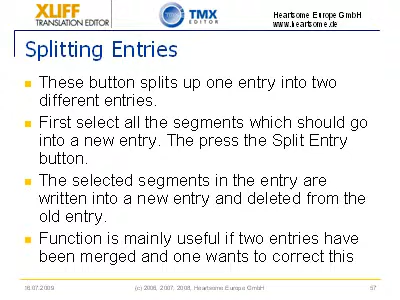 XLIFF
TRANSLATION EDITOR
TMX
EDITOR
Heartsome Europe GmbH
www.heartsome.de
Splitting Entries
These button splits up one entry into two
different entries.
First select all the segments which should go
into a new entry. The press the Split Entry
button.
The selected segments in the entry are
written into a new entry and deleted from the
old entry.
Function is mainly useful if two entries have
been merged and one wants to correct this
16.07.2009
(c) 2006, 2007, 2008, Heartsome Europe GmbH
57